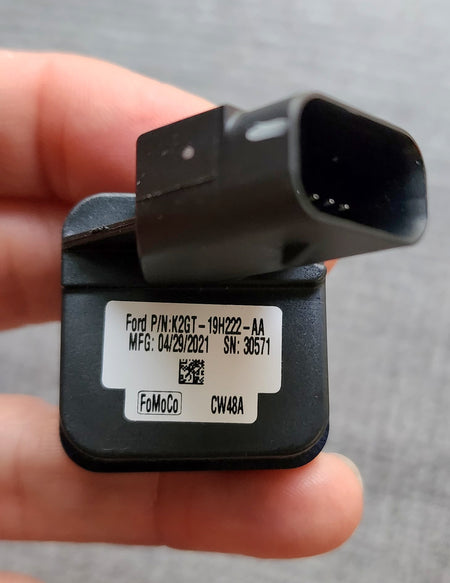 Ford P/N:K2GT-19H222-AA
MFG: 04/29/2021 SN: 30571
FoMoCo CW48A